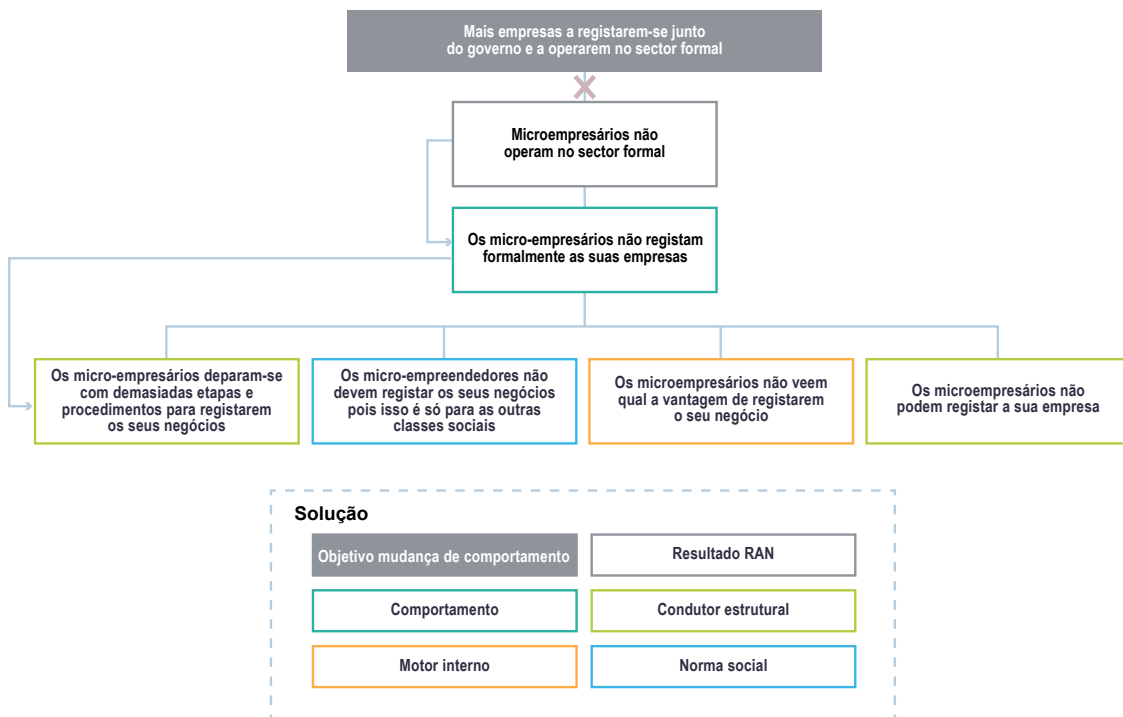 Mais empresas a registarem-se junto
do governo e a operarem no sector formal
Microempresários não
operam no sector formal
Os micro-empresários não registam
formalmente as suas empresas
Os micro-empresários deparam-se
com demasiadas etapas e
procedimentos para registarem
os seus negócios
Os micro-empreendedores não
devem registar os seus negócios
pois isso é só para as outras
classes sociais
Os microempresários não veem
qual a vantagem de registarem
o seu negócio
Os microempresários não
podem registar a sua empresa
Solução
Objetivo mudança de comportamento
Resultado RAN
Comportamento
Condutor estrutural
Motor interno
Norma social